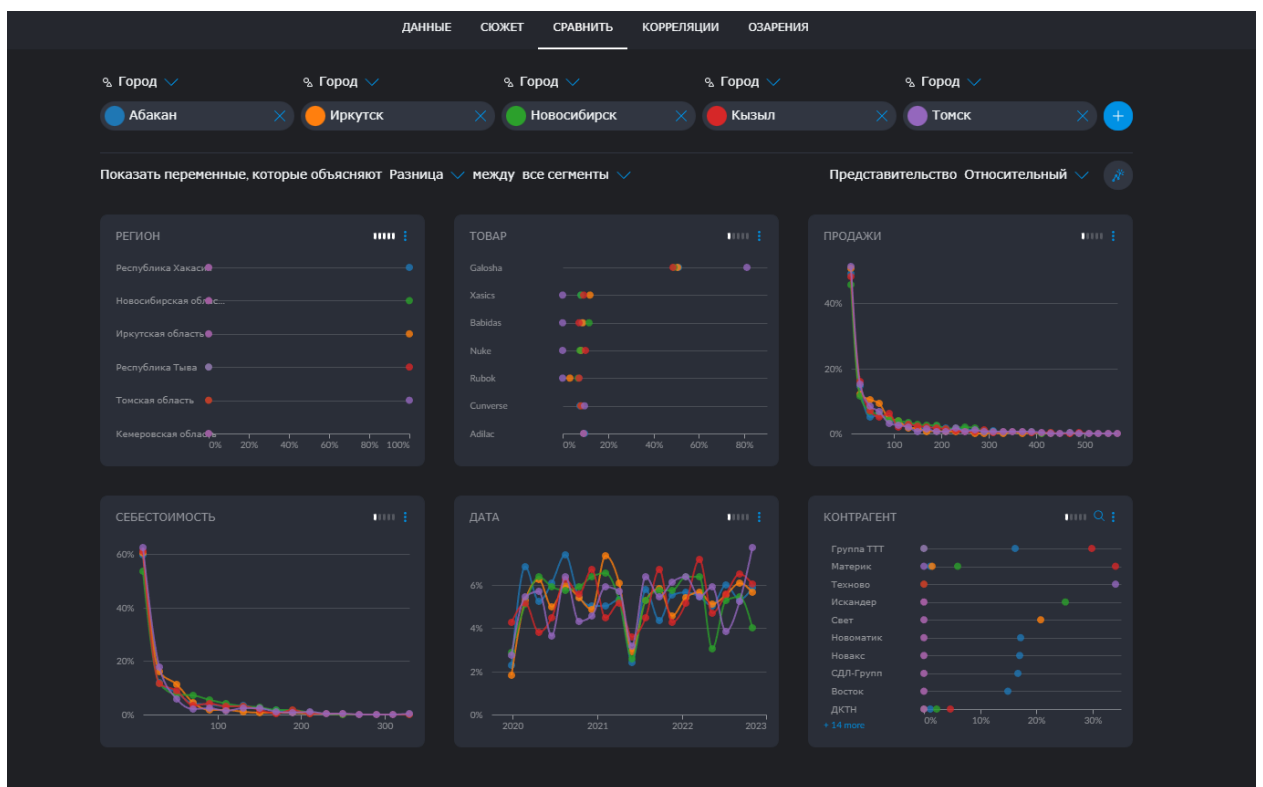 ДАННЫЕ СЮЖЕТ СРАВНИТЬ КОРРЕЛЯЦИИ ОЗАРЕНИЯ
Город Город Город Город Город
Абакан Иркутск Новосибирск Кызыл Томск
Показать переменные, которые объясняют Разница между все сегменты Представительство Относительный
РЕГИОН
Республика Хакаси
Новосибирская облас...
Иркутская область
Республика Тыва
Томская область
Кемеровская область
0% 20% 40% 60% 80% 100%
ТОВАР
Galosha
Xasics
Babidas
Nuke
Rubok
Cunverse
Adilac
0% 20% 40% 60% 80%
ПРОДАЖИ
40%
20%
0%
100 200 300 400 500
СЕБЕСТОИМОСТЬ
60%
40%
20%
0%
100 200 300
ДАТА
6%
4%
2%
0%
2020 2021 2022 2023
КОНТРАГЕНТ
Группа ТТТ
Материк
Техново
Искандер
Свет
Новоматик
Новакс
СДЛ-Групп
Восток
ДКТН
+ 14 more
0% 10% 20% 30%